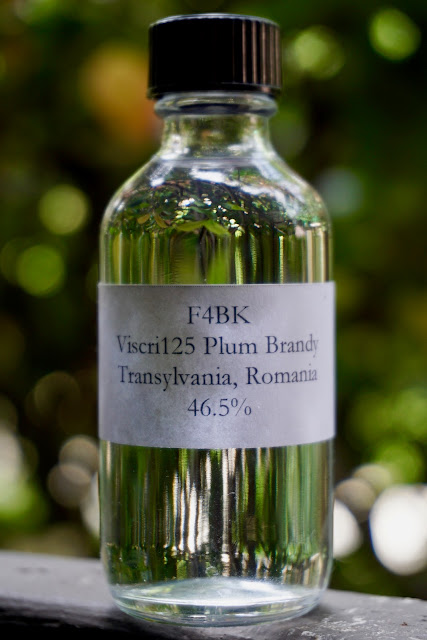 F4BK
Viscri125 Plum Brandy
Transylvania, Romania
46.5%